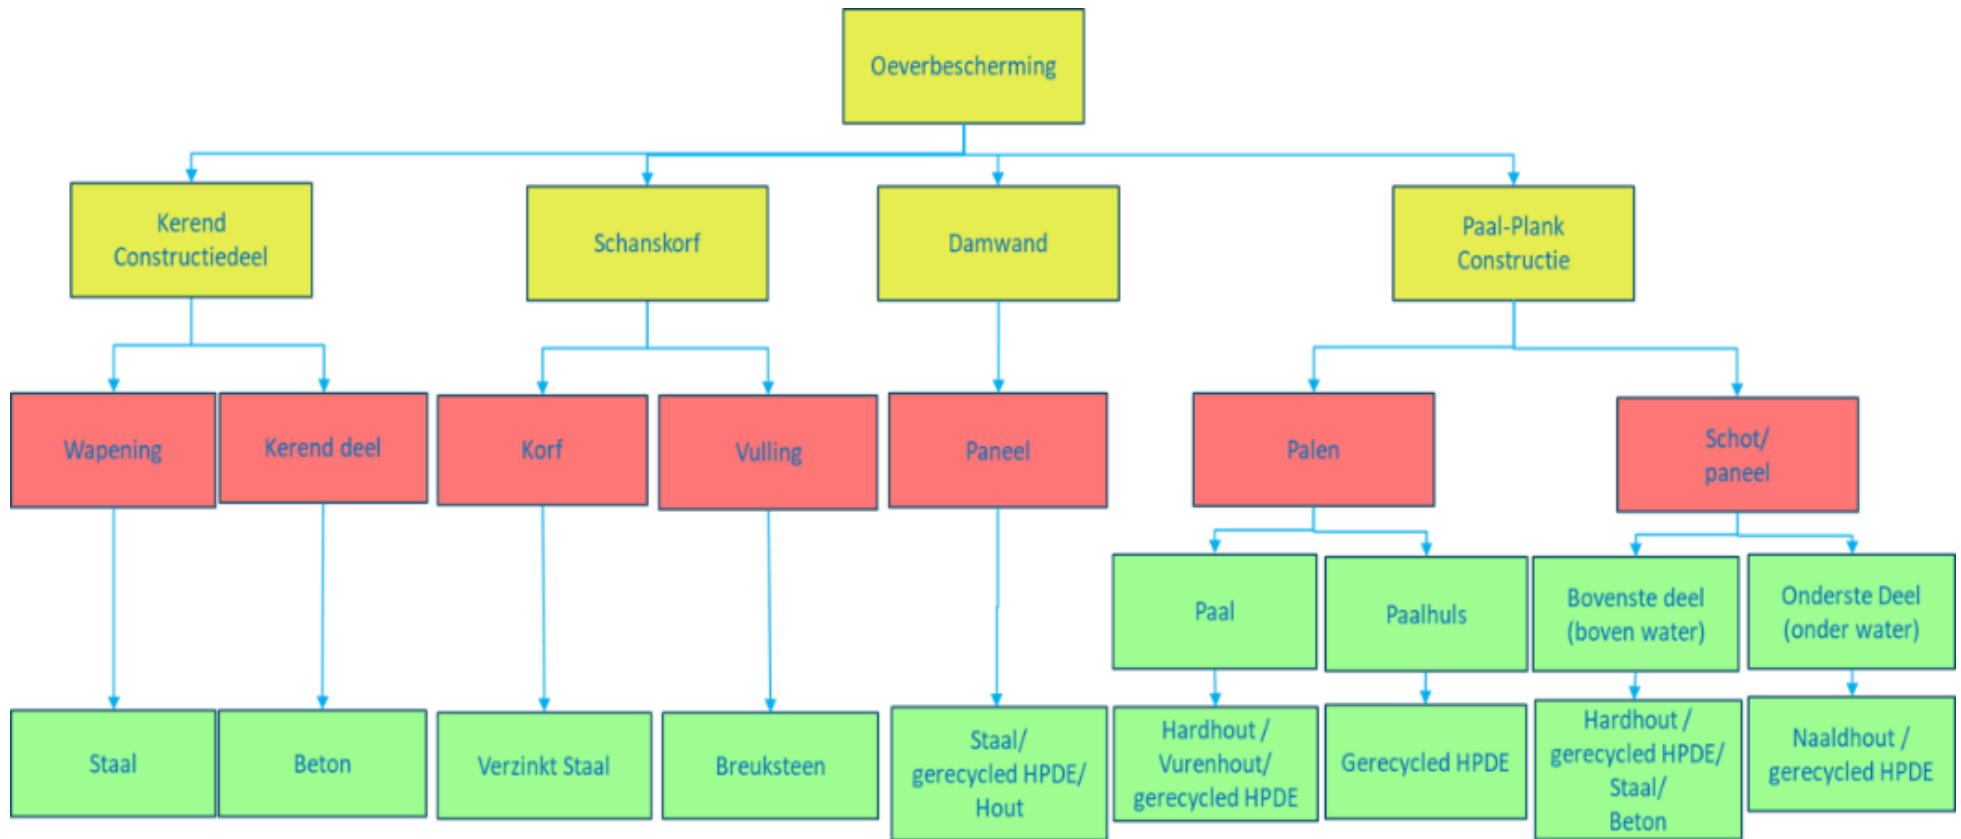 Oeverbescherming
Kerend
Constructiedeel
Schanskorf
Damwand
Paal-Plank
Constructie
Wapening
Kerend deel
Korf
Vulling
Paneel
Palen
Schot/
paneel
Paal
Paalhuls
Bovenste deel
(boven water)
Onderste Deel
(onder water)
Staal
Beton
Verzinkt Staal
Breuksteen
Staal/
gerecycled HPDE/
Hout
Hardhout /
Vurenhout/
gerecycled HPDE
Gerecycled HPDE
Hardhout /
gerecycled HPDE/
Staal/
Beton
Naaldhout /
gerecycled HPDE